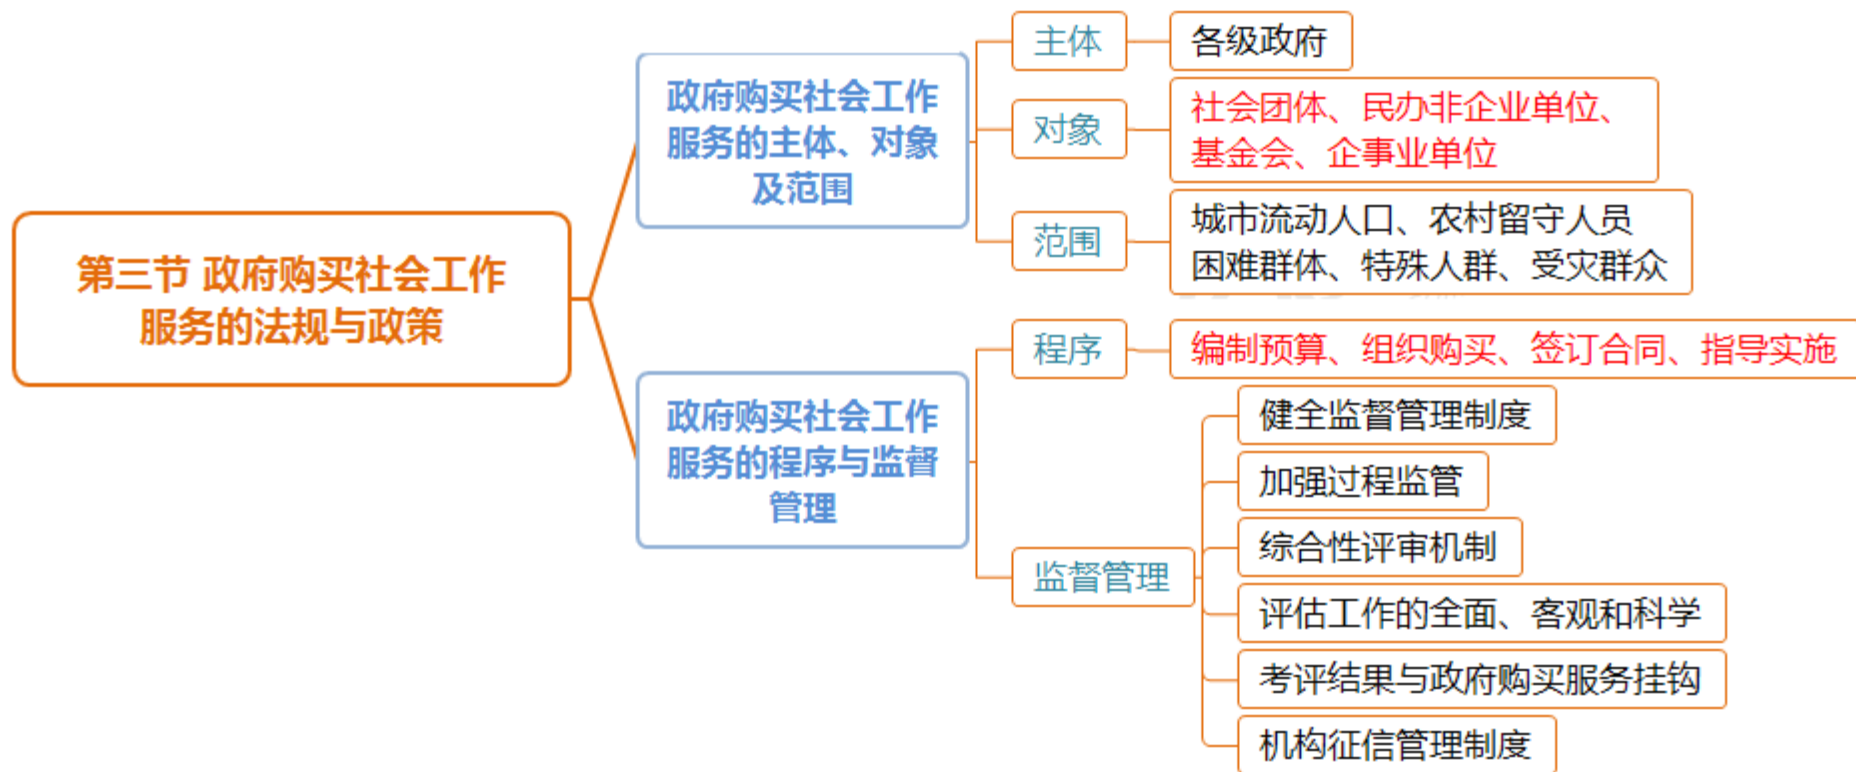 第三节 政府购买社会工作
服务的法规与政策
政府购买社会工作
服务的主体、对象
及范围
主体
各级政府
对象
社会团体、民办非企业单位、
基金会、企事业单位
范围
城市流动人口、农村留守人员
困难群体、特殊人群、受灾群众
政府购买社会工作
服务的程序与监督
管理
程序
编制预算、组织购买、签订合同、指导实施
监督管理
健全监督管理制度
加强过程监管
综合性评审机制
评估工作的全面、客观和科学
考评结果与政府购买服务挂钩
机构征信管理制度